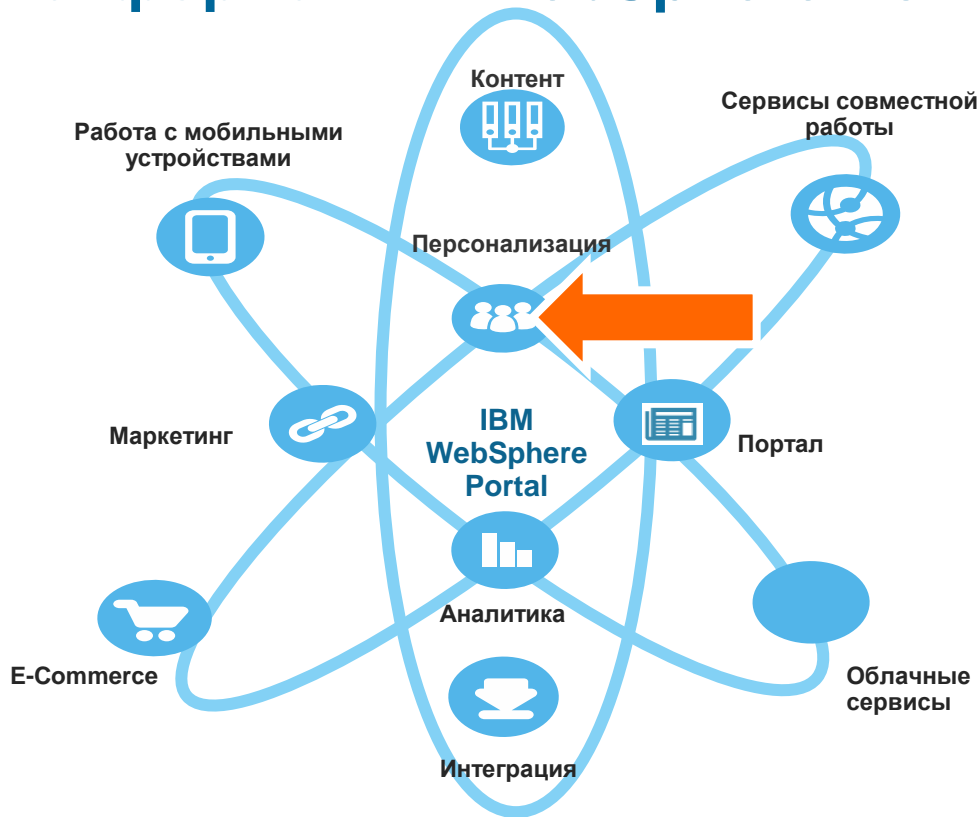 Контент
Сервисы совместной
работы
Работа с мобильными
устройствами
Персонализация
IBM
WebSphere
Portal
Маркетинг
Портал
Аналитика
E-Commerce
Облачные
сервисы
Интеграция